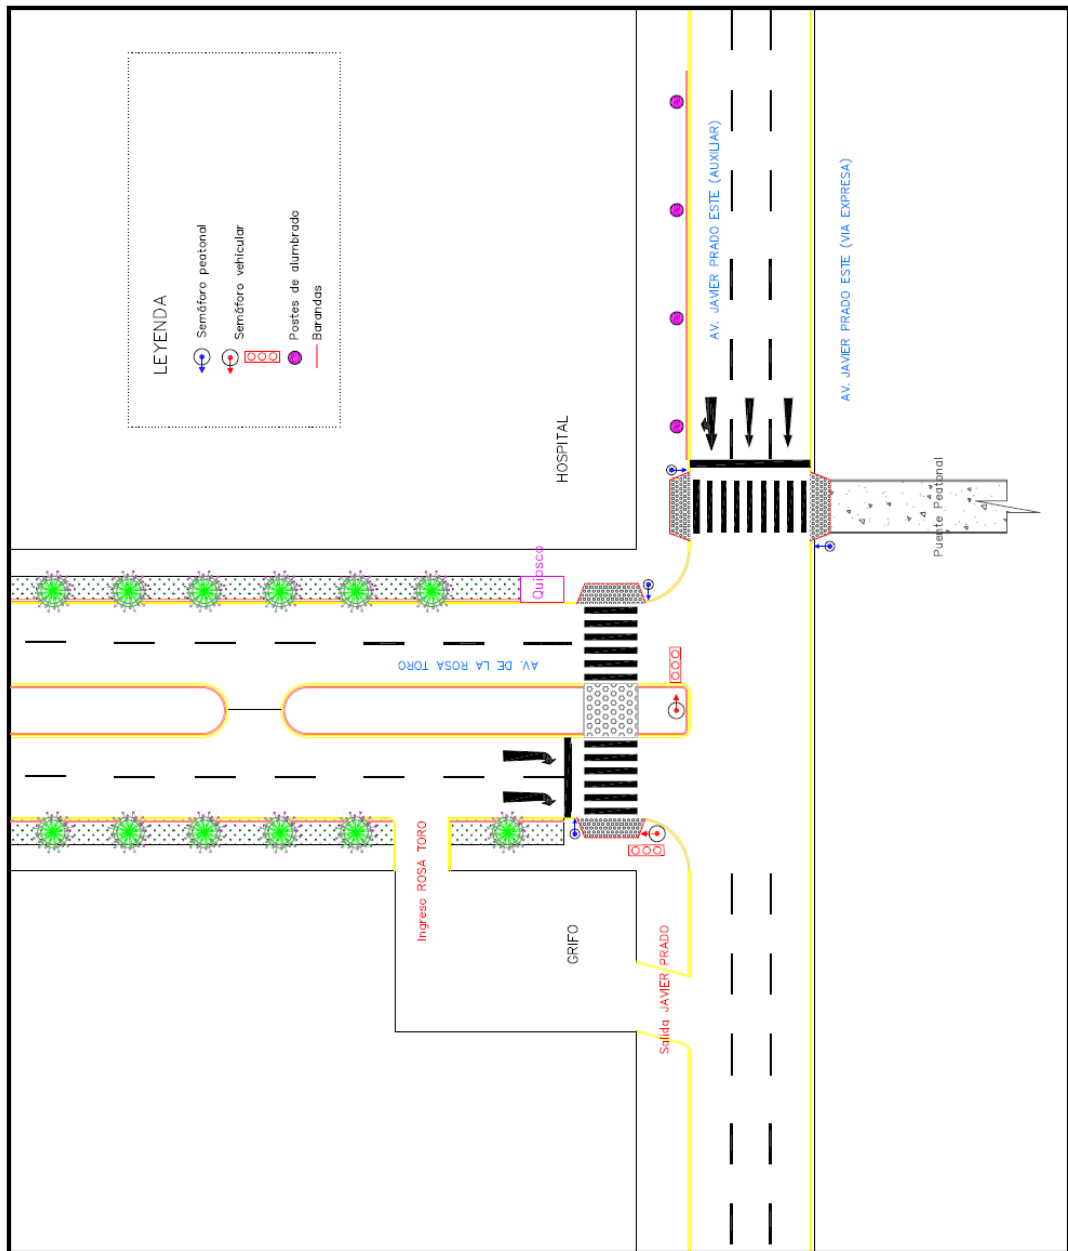 LEYENDA
Semáforo peatonal
Semáforo vehicular
Postes de alumbrado
Barandas
HOSPITAL
AV. JAVIER PRADO ESTE (AUXILIAR)
AV. JAVIER PRADO ESTE (VIA EXPRESA)
Puente Peatonal
Quiosco
AV. DE LA ROSA TORO
Ingreso ROSA TORO
GRIFO
Salida JAVIER PRADO